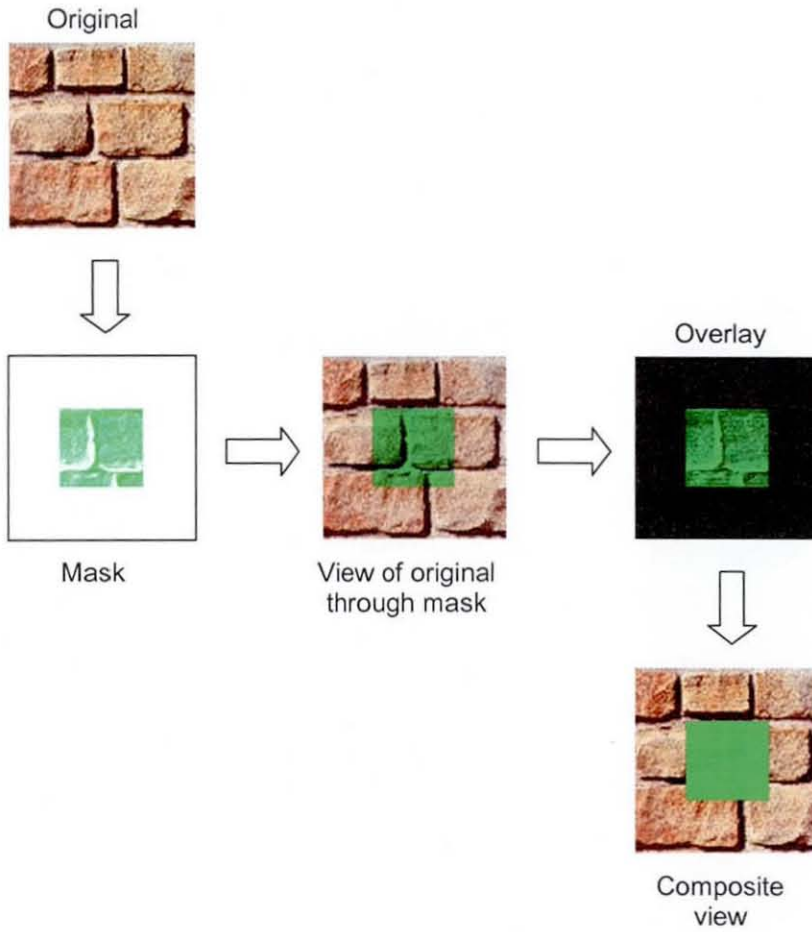 Original
Overlay
Mask
View of original
through mask
Composite
view